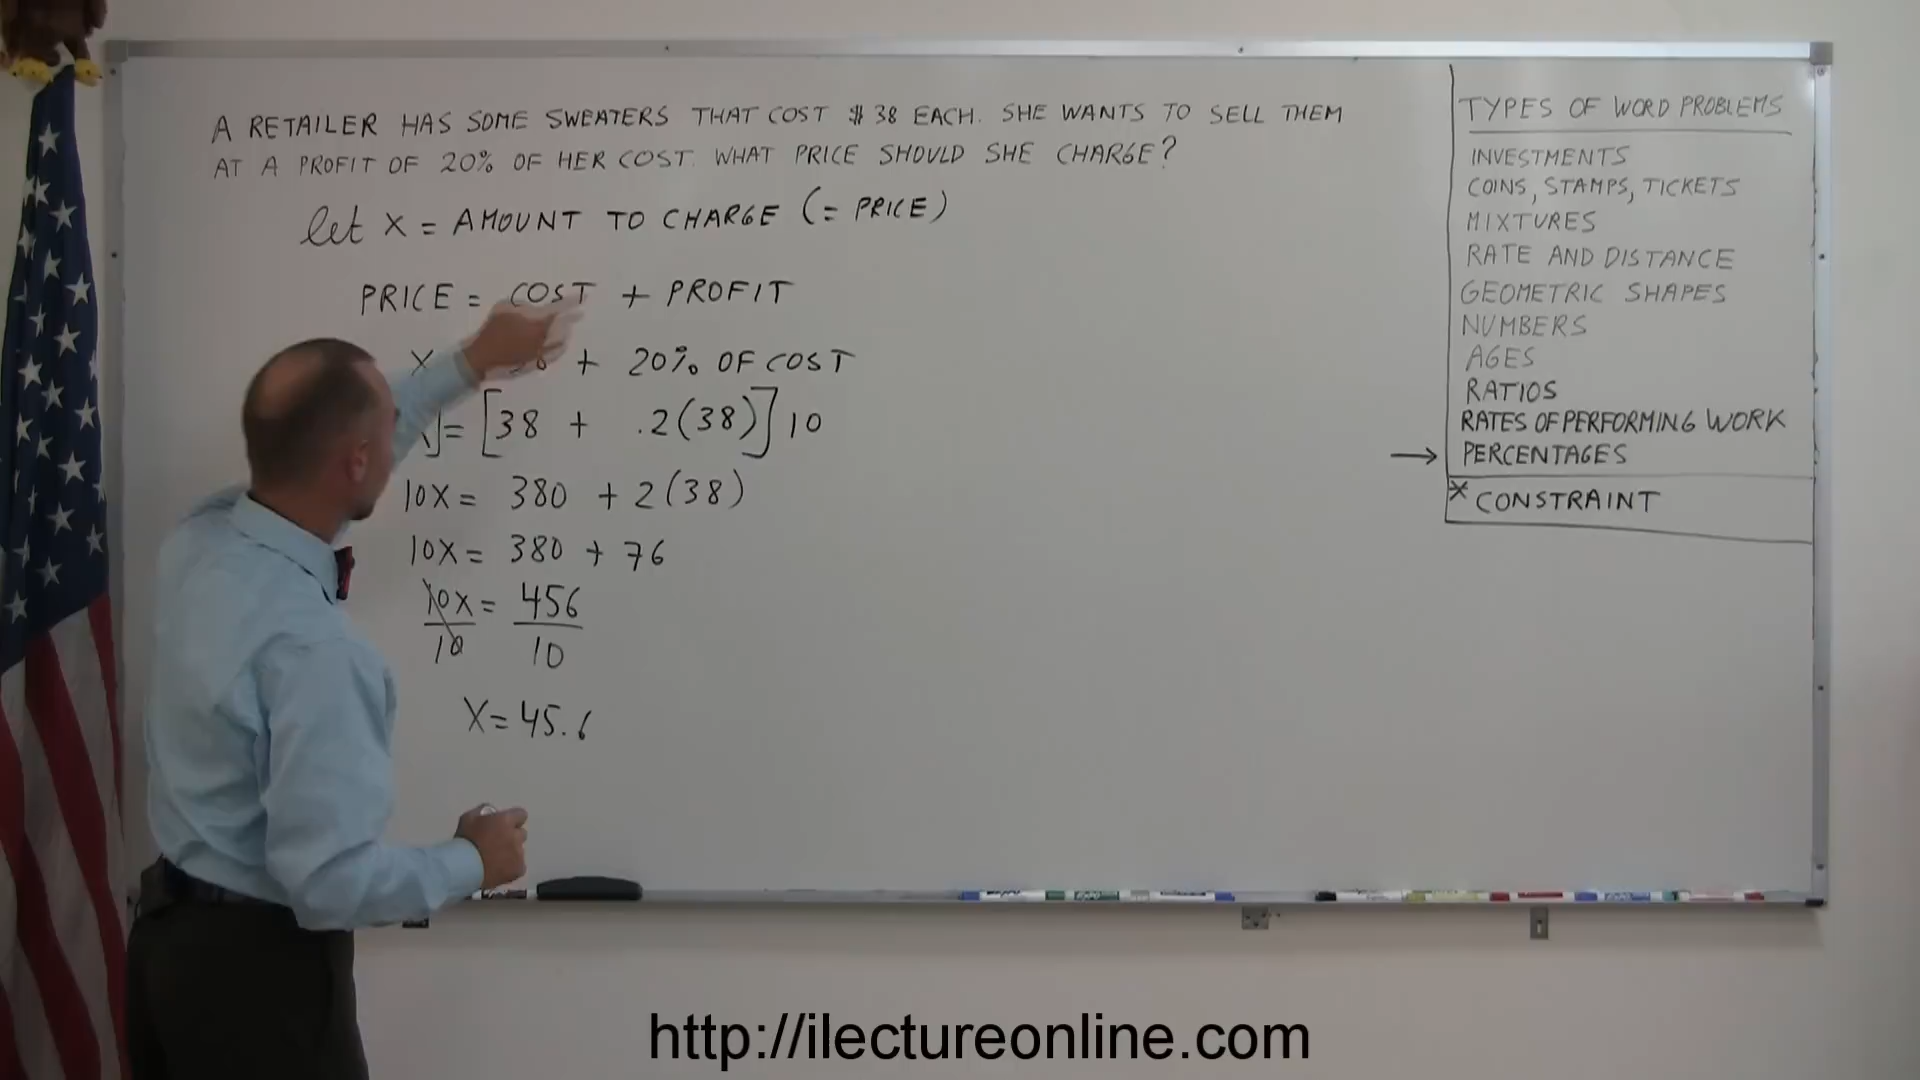 A RETAILER HAS SOME SWEATERS THAT COST $38 EACH. SHE WANTS TO SELL THEM
AT A PROFIT OF 20% OF HER COST. WHAT PRICE SHOULD SHE CHARGE?
let X = AMOUNT TO CHARGE (= PRICE)
PRICE = COST + PROFIT
X + 20% OF COST
= [38 + .2(38)]10
10X = 380 + 2(38)
10X = 380 + 76
10X = 456
10 10
X = 45.6
TYPES OF WORD PROBLEMS
INVESTMENTS
COINS, STAMPS, TICKETS
MIXTURES
RATE AND DISTANCE
GEOMETRIC SHAPES
NUMBERS
AGES
RATIOS
RATES OF PERFORMING WORK
→ PERCENTAGES
* CONSTRAINT
http://ilectureonline.com